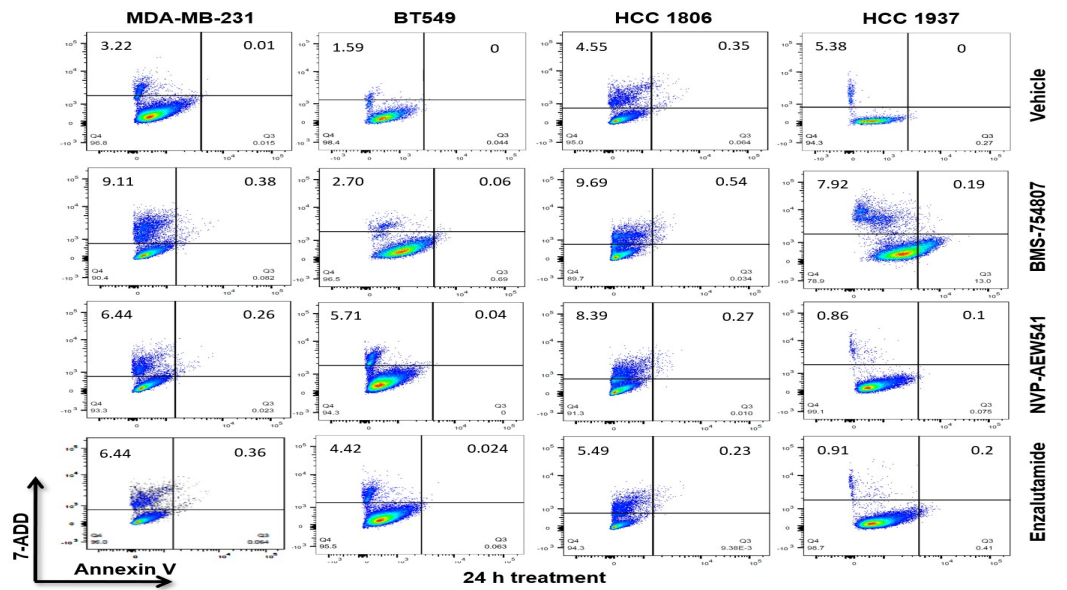 MDA-MB-231 BT549 HCC 1806 HCC 1937
3.22 0.01 1.59 0 4.55 0.35 5.38 0
Q4 96.8 Q3 0.015 Q4 98.4 Q3 0.044 Q4 95.0 Q3 0.064 Q4 94.3 Q3 0.27
Vehicle
9.11 0.38 2.70 0.06 9.69 0.54 7.92 0.19
Q4 90.4 Q3 0.082 Q4 96.5 Q3 0.69 Q4 89.7 Q3 0.034 Q4 78.9 Q3 13.0
BMS-754807
6.44 0.26 5.71 0.04 8.39 0.27 0.86 0.1
Q4 93.3 Q3 0.023 Q4 94.3 Q3 0 Q4 91.3 Q3 0.010 Q4 99.1 Q3 0.075
NVP-AEW541
6.44 0.36 4.42 0.024 5.49 0.23 0.91 0.2
Q4 Q3 Q4 95.5 Q3 0.063 Q4 94.3 Q3 9.38E-3 Q4 98.7 Q3 0.41
Enzalutamide
7-ADD
Annexin V
24 h treatment